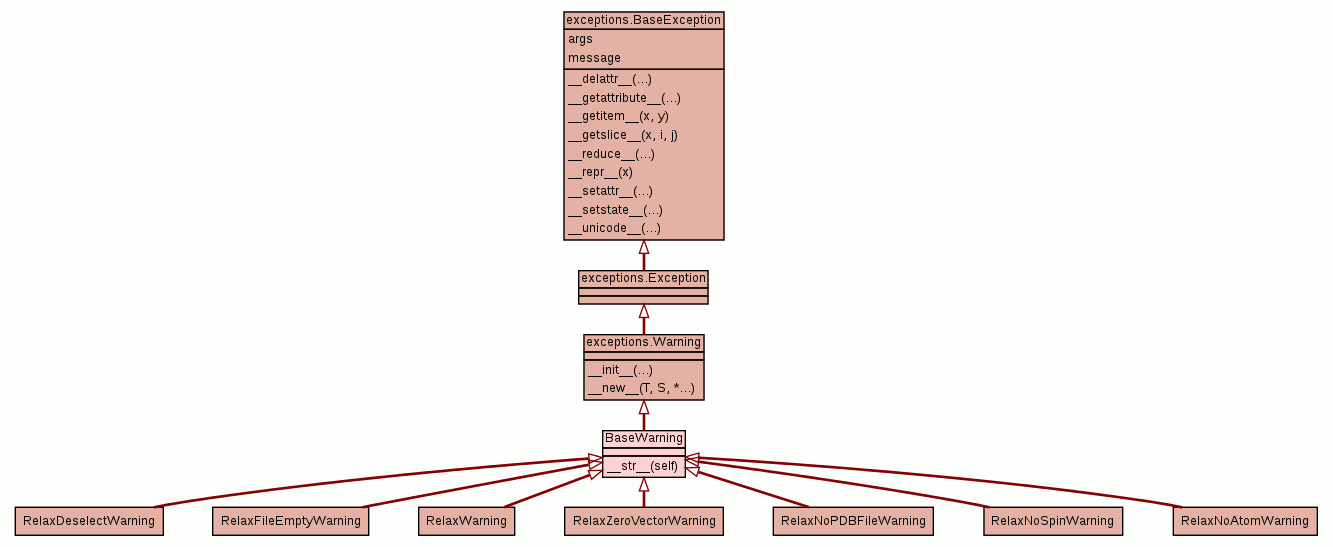 exceptions.BaseException
args
message
__delattr__(...)
__getattribute__(...)
__getitem__(x, y)
__getslice__(x, i, j)
__reduce__(...)
__repr__(x)
__setattr__(...)
__setstate__(...)
__unicode__(...)
exceptions.Exception
exceptions.Warning
__init__(...)
__new__(T, S, *...)
BaseWarning
__str__(self)
RelaxDeselectWarning
RelaxFileEmptyWarning
RelaxWarning
RelaxZeroVectorWarning
RelaxNoPDBFileWarning
RelaxNoSpinWarning
RelaxNoAtomWarning